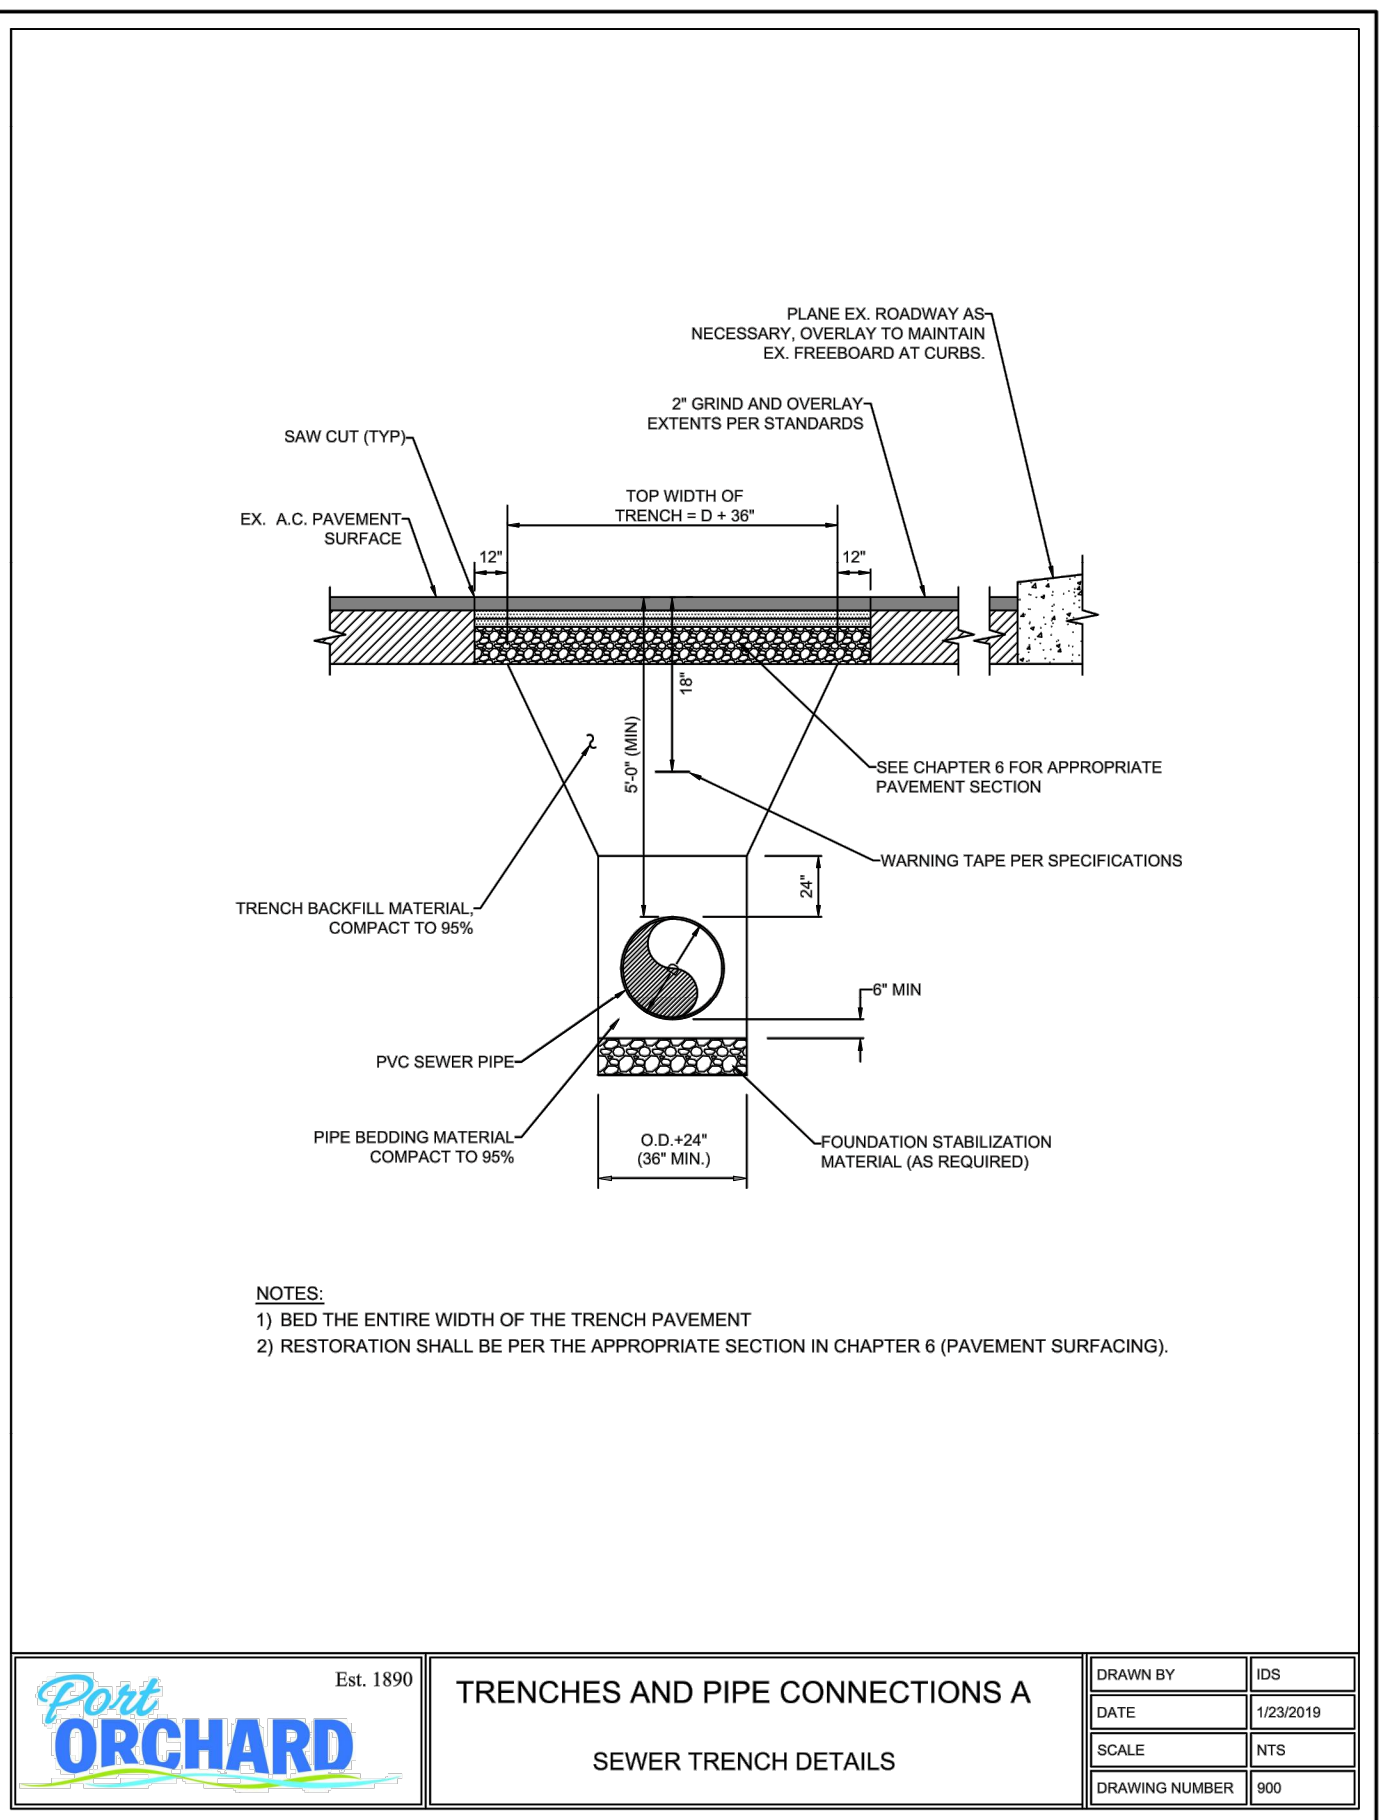 PLANE EX. ROADWAY AS
NECESSARY, OVERLAY TO MAINTAIN
EX. FREEBOARD AT CURBS.
2" GRIND AND OVERLAY
EXTENTS PER STANDARDS
SAW CUT (TYP)
TOP WIDTH OF
TRENCH = D + 36"
EX. A.C. PAVEMENT
SURFACE
12"
12"
18"
5'-0" (MIN)
SEE CHAPTER 6 FOR APPROPRIATE
PAVEMENT SECTION
WARNING TAPE PER SPECIFICATIONS
24"
TRENCH BACKFILL MATERIAL,
COMPACT TO 95%
6" MIN
PVC SEWER PIPE
PIPE BEDDING MATERIAL
COMPACT TO 95%
O.D.+24"
(36" MIN.)
FOUNDATION STABILIZATION
MATERIAL (AS REQUIRED)
NOTES:
1) BED THE ENTIRE WIDTH OF THE TRENCH PAVEMENT
2) RESTORATION SHALL BE PER THE APPROPRIATE SECTION IN CHAPTER 6 (PAVEMENT SURFACING).
Est. 1890
Port
ORCHARD
TRENCHES AND PIPE CONNECTIONS A
SEWER TRENCH DETAILS
DRAWN BY IDS
DATE 1/23/2019
SCALE NTS
DRAWING NUMBER 900